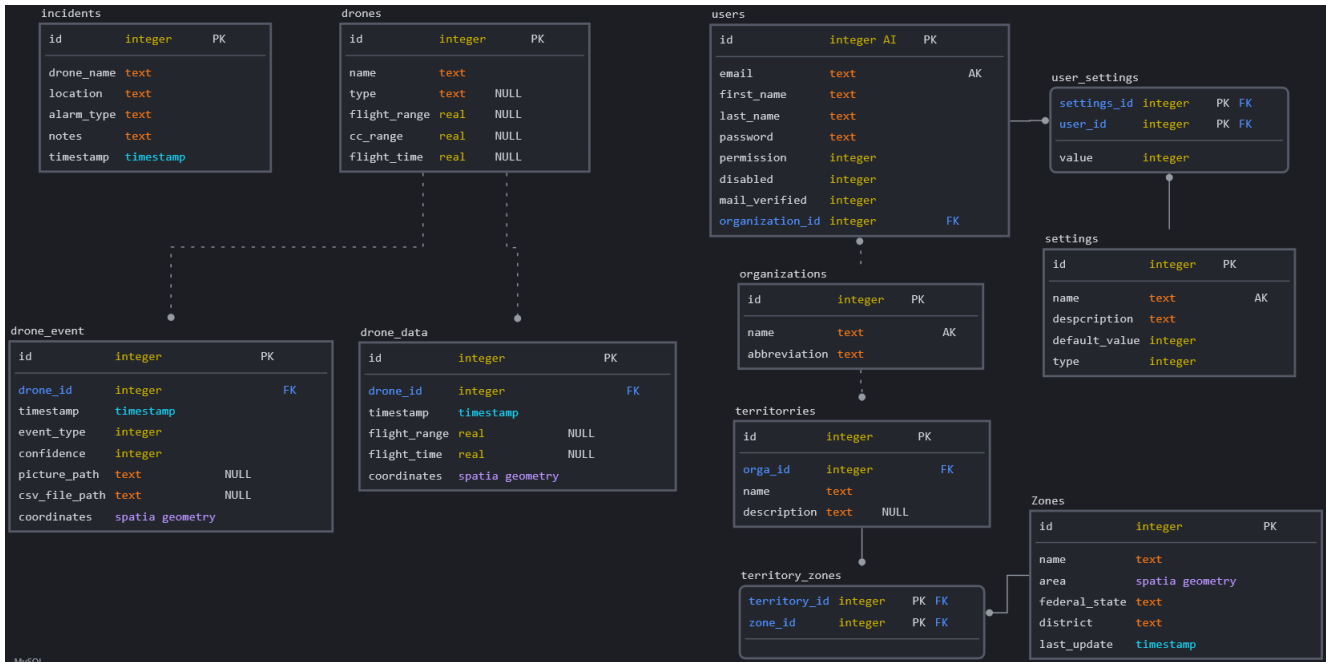 incidents
id integer PK
drone_name text
location text
alarm_type text
notes text
timestamp timestamp
drones
id integer PK
name text
type text NULL
flight_range real NULL
cc_range real NULL
flight_time real NULL
users
id integer AI PK
email text AK
first_name text
last_name text
password text
permission integer
disabled integer
mail_verified integer
organization_id integer FK
user_settings
settings_id integer PK FK
user_id integer PK FK
value integer
settings
id integer PK
name text AK
despcription text
default_value integer
type integer
organizations
id integer PK
name text AK
abbreviation text
drone_event
id integer PK
drone_id integer FK
timestamp timestamp
event_type integer
confidence integer
picture_path text NULL
csv_file_path text NULL
coordinates spatia geometry
drone_data
id integer PK
drone_id integer FK
timestamp timestamp
flight_range real NULL
flight_time real NULL
coordinates spatia geometry
territorries
id integer PK
orga_id integer FK
name text
description text NULL
territory_zones
territory_id integer PK FK
zone_id integer PK FK
Zones
id integer PK
name text
area spatia geometry
federal_state text
district text
last_update timestamp